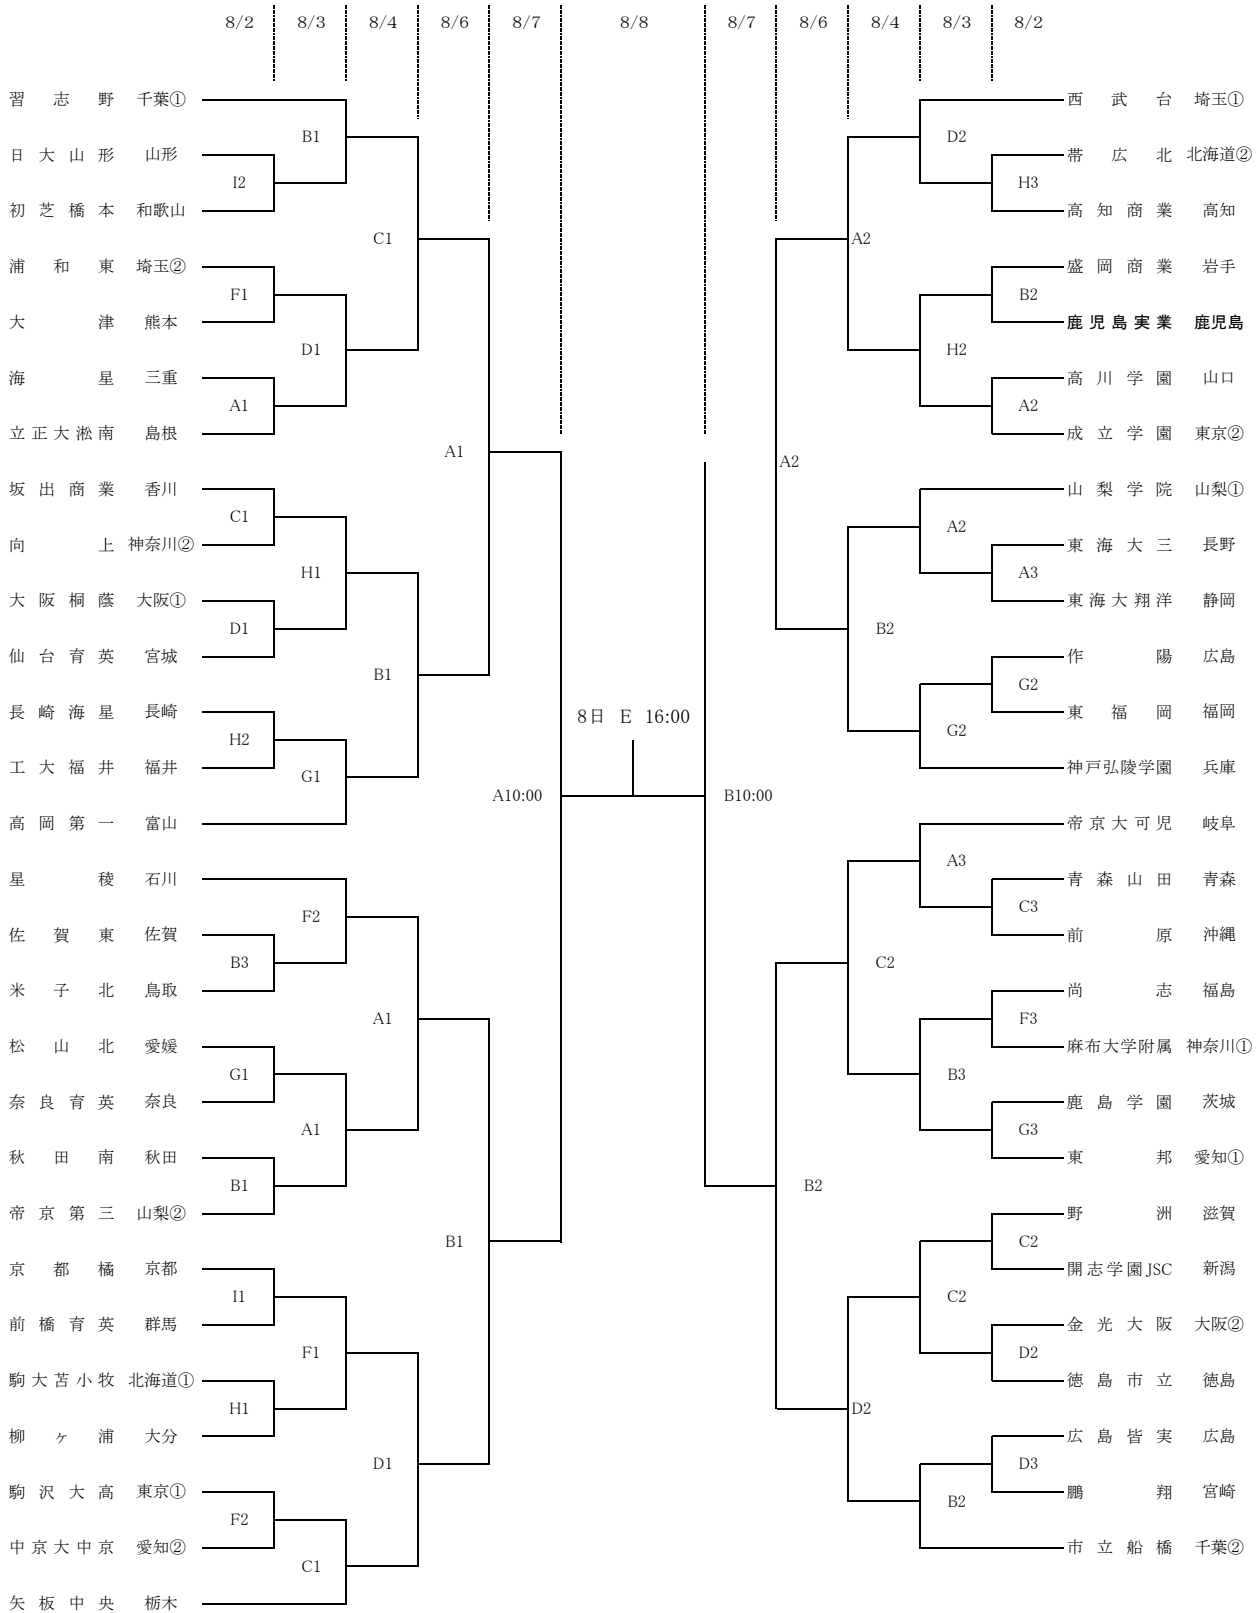 8/2 8/3 8/4 8/6 8/7 8/8 8/7 8/6 8/4 8/3 8/2
習志野 千葉① 西武台 埼玉①
B1 D2
日大山形 山形 帯広北 北海道②
I2 H3
初芝橋本 和歌山 高知商業 高知
C1 A2
浦和東 埼玉② 盛岡商業 岩手
F1 B2
大津 熊本 鹿児島実業 鹿児島
D1 H2
海星 三重 高川学園 山口
A1 A2
立正大淞南 島根 成立学園 東京②
A1 A2
坂出商業 香川 山梨学院 山梨①
C1 A2
向上 神奈川② 東海大三 長野
H1 A3
大阪桐蔭 大阪① 東海大翔洋 静岡
D1 B2
仙台育英 宮城 作陽 広島
B1 G2
長崎海星 長崎 東福岡 福岡
8日 E 16:00
H2 G2
工大福井 福井 神戸弘陵学園 兵庫
G1
A10:00 B10:00
高岡第一 富山 帝京大可児 岐阜
A3
星稜 石川 青森山田 青森
F2 C3
佐賀東 佐賀 前原 沖縄
B3 C2
米子北 鳥取 尚志 福島
A1 F3
松山北 愛媛 麻布大学附属 神奈川①
G1 B3
奈良育英 奈良 鹿島学園 茨城
A1 G3
秋田南 秋田 東邦 愛知①
B1 B2
帝京第三 山梨② 野洲 滋賀
B1 C2
京都橘 京都 開志学園JSC 新潟
I1 C2
前橋育英 群馬 金光大阪 大阪②
F1 D2
駒大苫小牧 北海道① 徳島市立 徳島
H1 D2
柳ヶ浦 大分 広島皆実 広島
D1 D3
駒沢大高 東京① 鵬翔 宮崎
F2 B2
中京大中京 愛知② 市立船橋 千葉②
C1
矢板中央 栃木